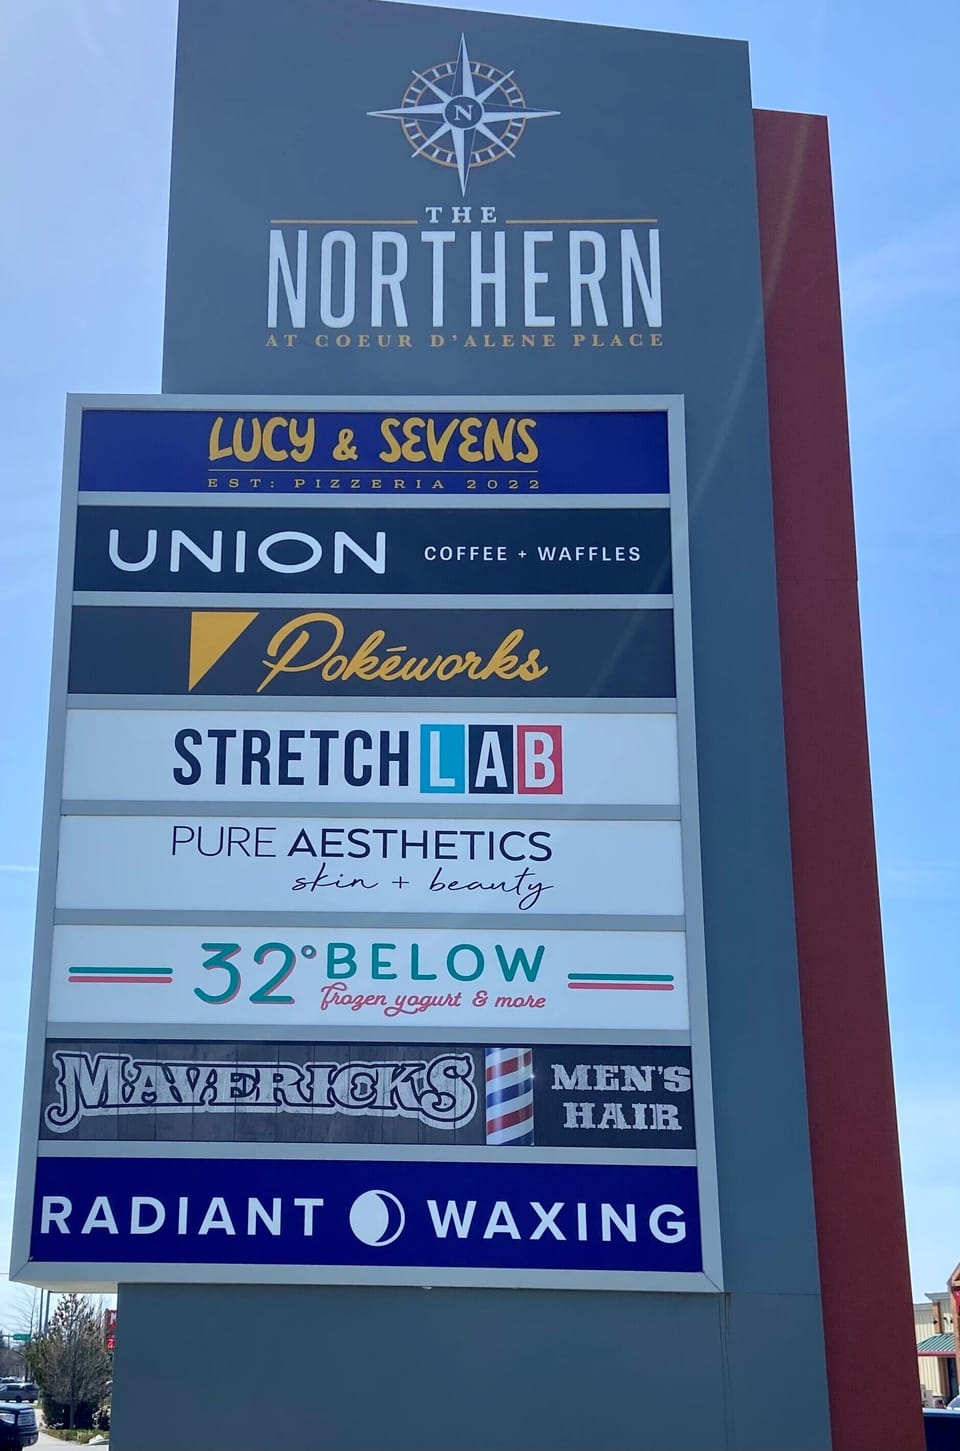 N
THE
NORTHERN
AT COEUR D'ALENE PLACE
LUCY & SEVENS
EST: PIZZERIA 2022
UNION COFFEE + WAFFLES
Pokéworks
STRETCHLAB
PURE AESTHETICS
skin + beauty
32° BELOW
frozen yogurt & more
MAVERICKS MEN'S
HAIR
RADIANT WAXING